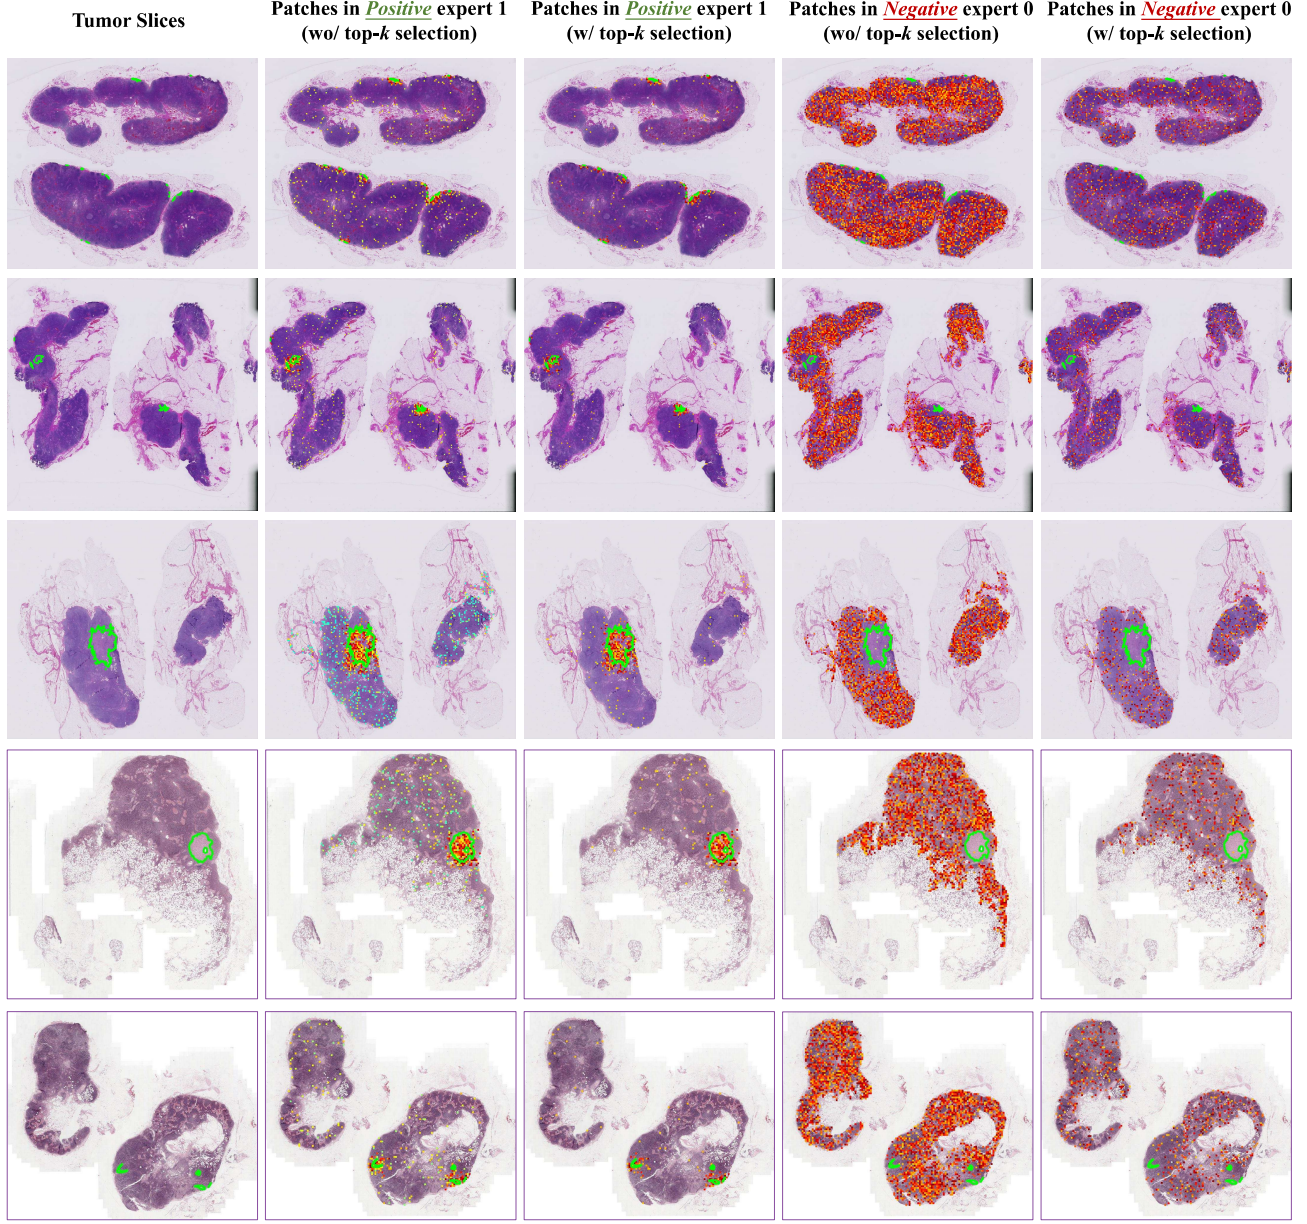 Tumor Slices
Patches in Positive expert 1
(wo/ top-k selection)
Patches in Positive expert 1
(w/ top-k selection)
Patches in Negative expert 0
(wo/ top-k selection)
Patches in Negative expert 0
(w/ top-k selection)